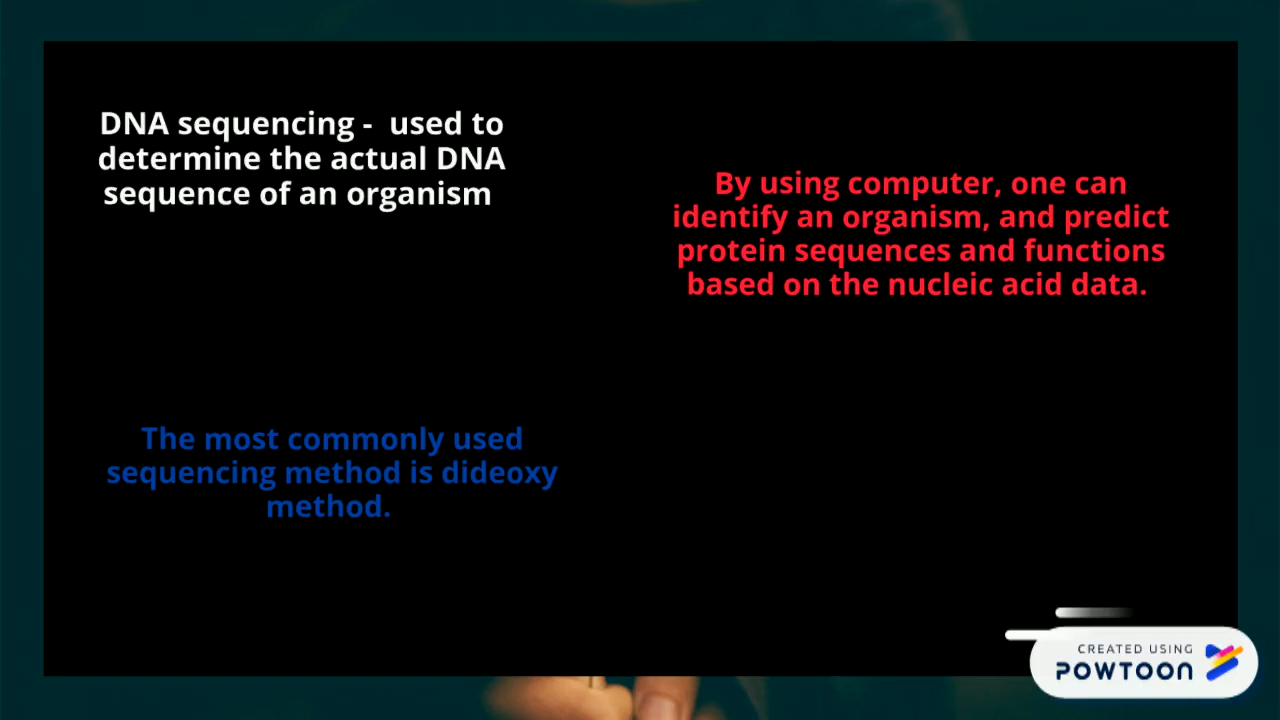 DNA sequencing -  used to
determine the actual DNA
sequence of an organism
By using computer, one can
identify an organism, and predict
protein sequences and functions
based on the nucleic acid data.
The most commonly used
sequencing method is dideoxy
method.
CREATED USING
POWTOON